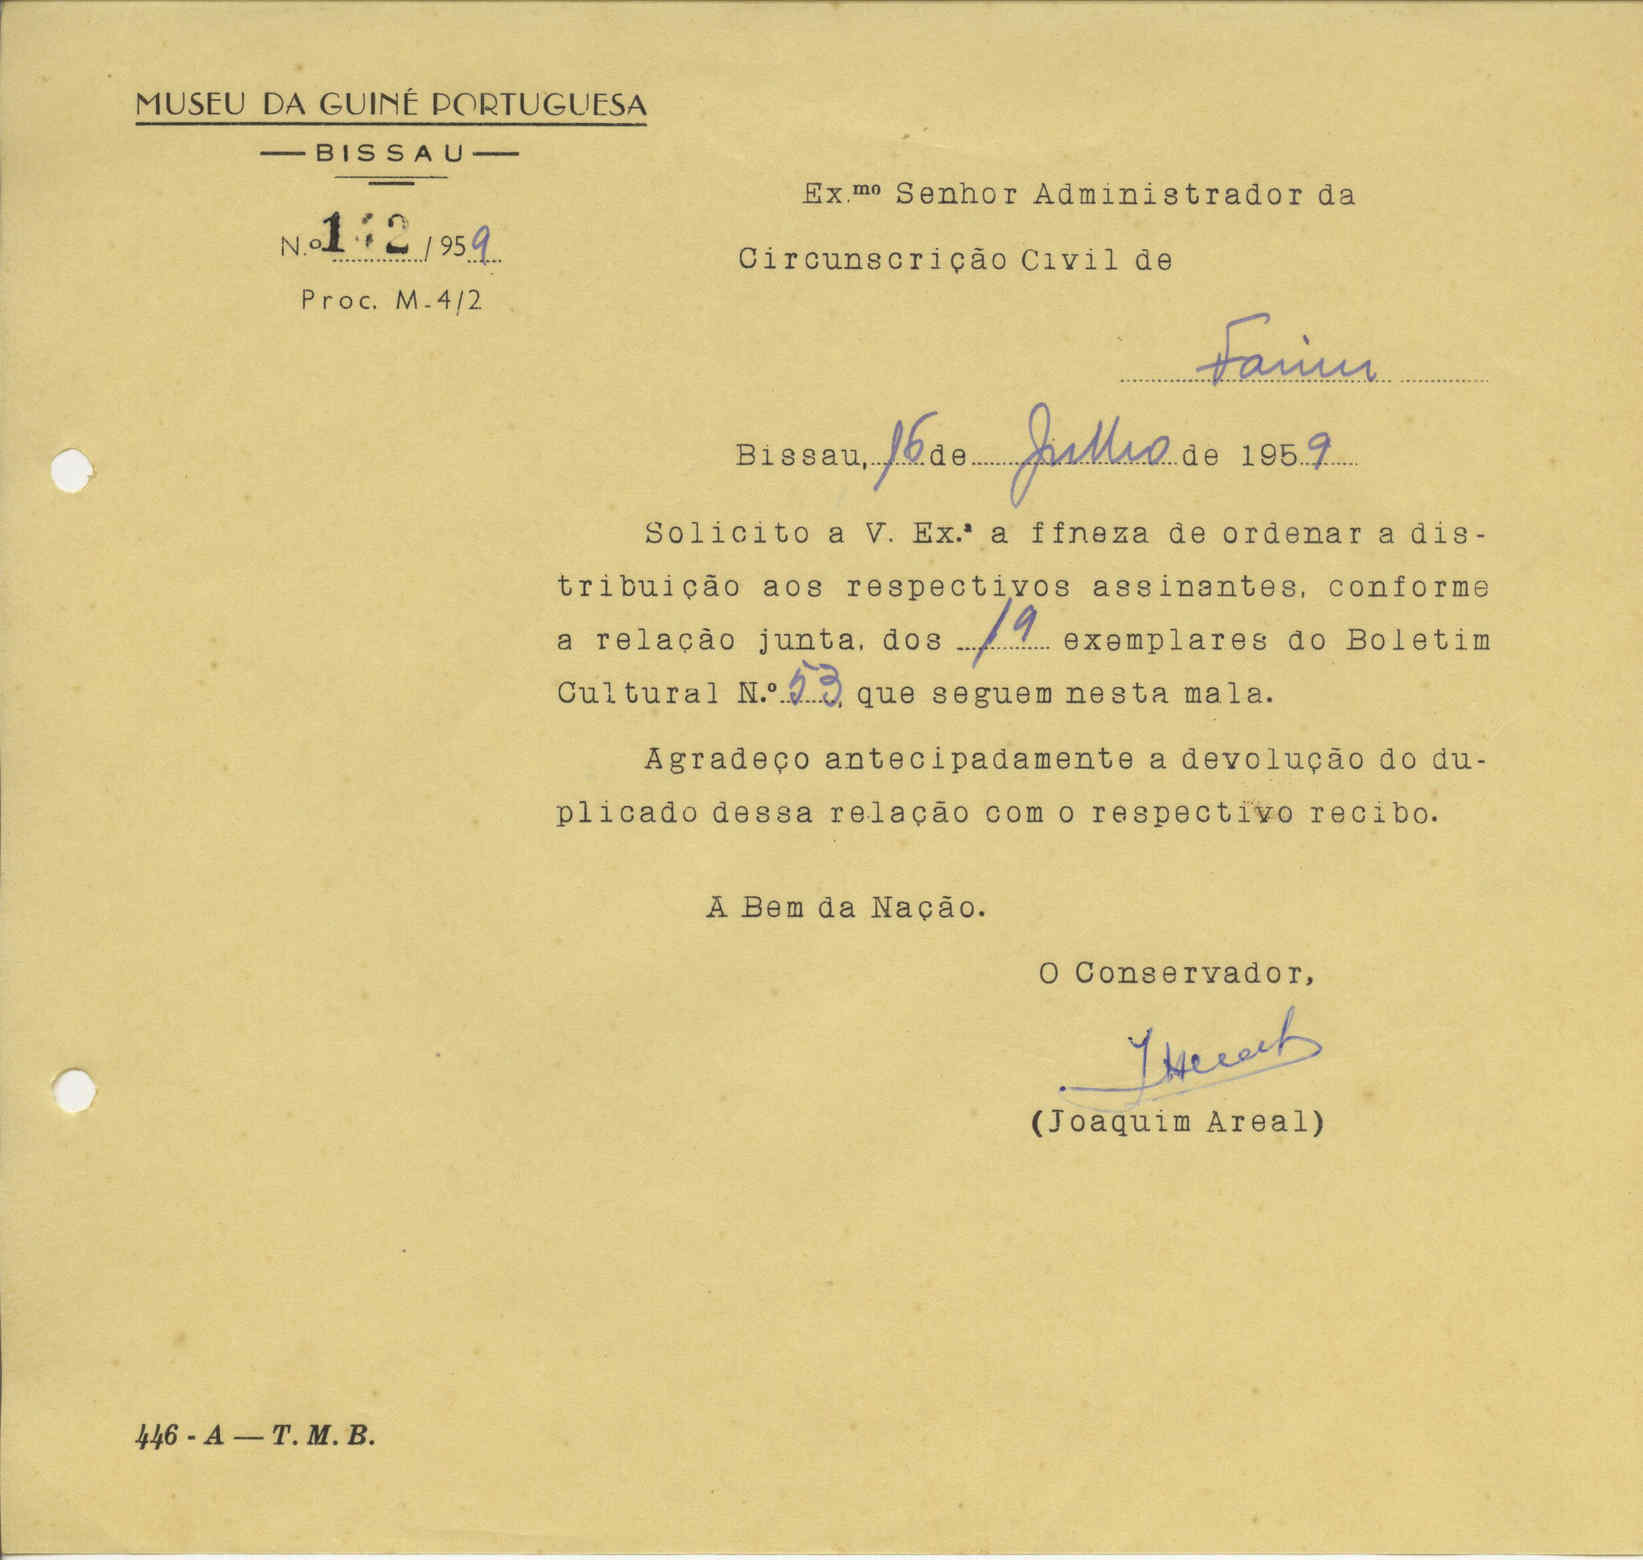 MUSEU DA GUINÉ PORTUGUESA
— BISSAU —
N.º /959
Proc. M-4/2
Ex.mo Senhor Administrador da
Circunscrição Civil de
Farim
Bissau, 16 de Julho de 1959
Solicito a V. Ex.ª a ffneza de ordenar a dis-
tribuição aos respectivos assinantes, conforme
a relação junta, dos 19 exemplares do Boletim
Cultural N.º 53, que seguem nesta mala.
Agradeço antecipadamente a devolução do du-
plicado dessa relação com o respectivo recibo.
A Bem da Nação.
O Conservador,
(Joaquim Areal)
446 - A — T. M. B.